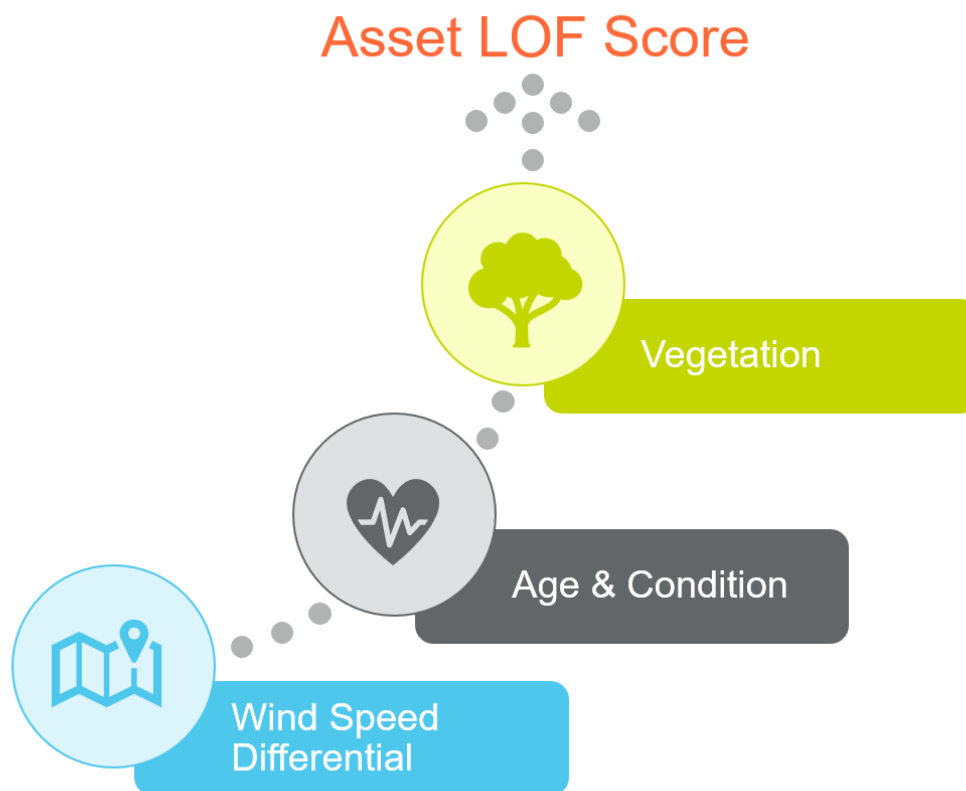 Asset LOF Score
Vegetation
Age & Condition
Wind Speed
Differential